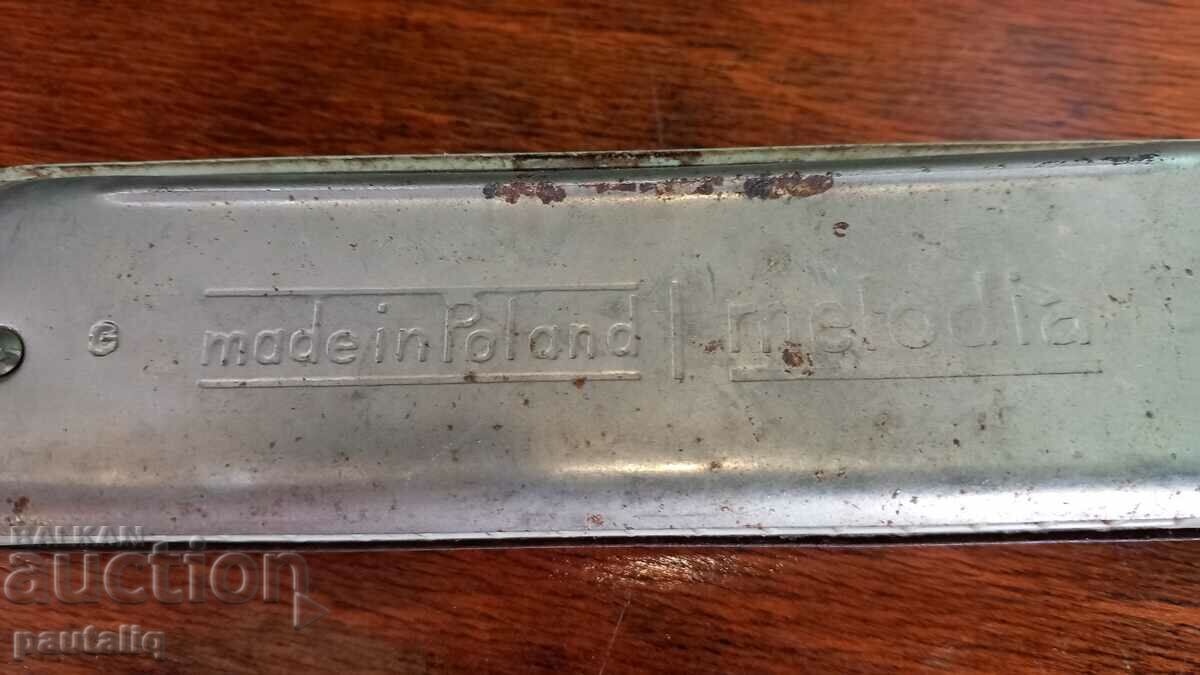 G made in Poland | melodia
BALKAN
auction
pautaliq